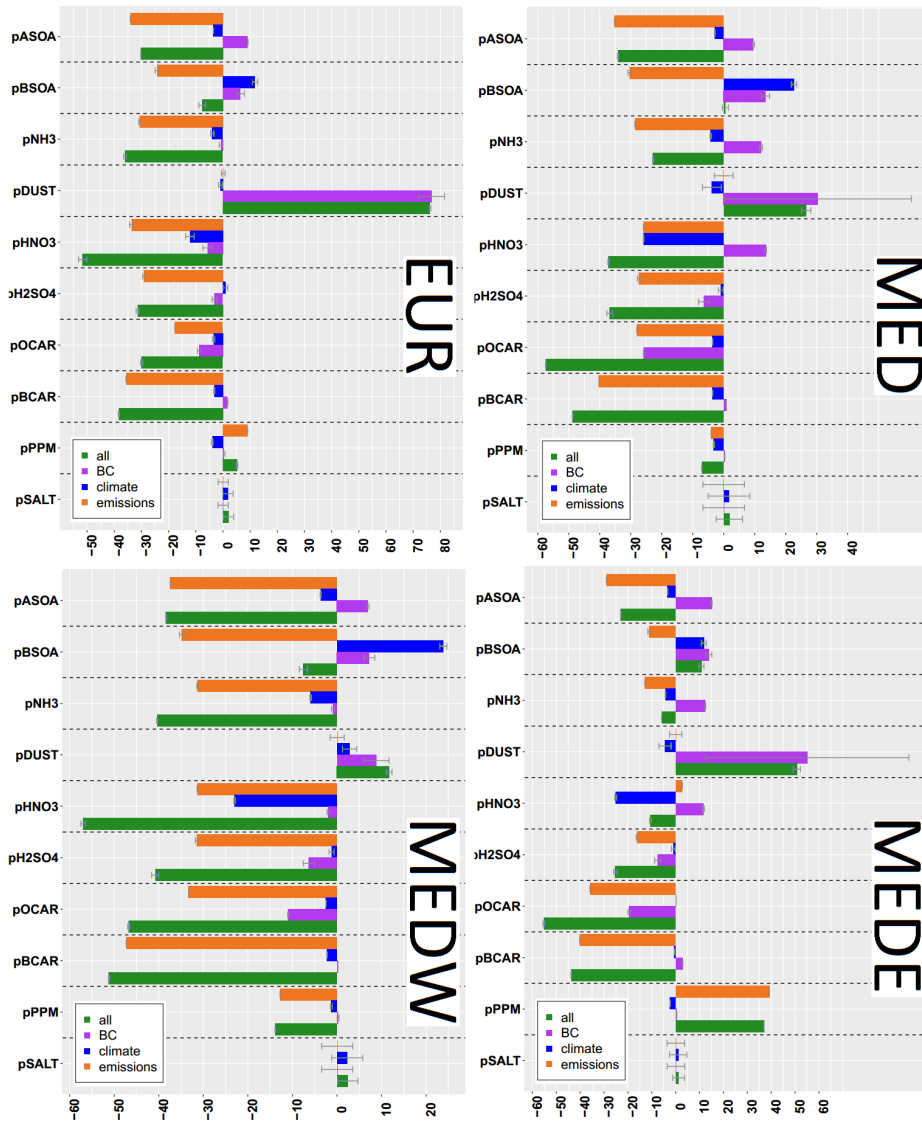 pASOA
pBSOA
pNH3
pDUST
pHNO3
pH2SO4
pOCAR
pBCAR
pPPM
pSALT
EUR
all
BC
climate
emissions
−50
−40
−30
−20
−10
0
10
20
30
40
50
60
70
80
pASOA
pBSOA
pNH3
pDUST
pHNO3
pH2SO4
pOCAR
pBCAR
pPPM
pSALT
MED
all
BC
climate
emissions
−60
−50
−40
−30
−20
−10
0
10
20
30
40
pASOA
pBSOA
pNH3
pDUST
pHNO3
pH2SO4
pOCAR
pBCAR
pPPM
pSALT
MEDW
all
BC
climate
emissions
−60
−50
−40
−30
−20
−10
0
10
20
pASOA
pBSOA
pNH3
pDUST
pHNO3
pH2SO4
pOCAR
pBCAR
pPPM
pSALT
MEDE
all
BC
climate
emissions
−60
−50
−40
−30
−20
−10
0
10
20
30
40
50
60